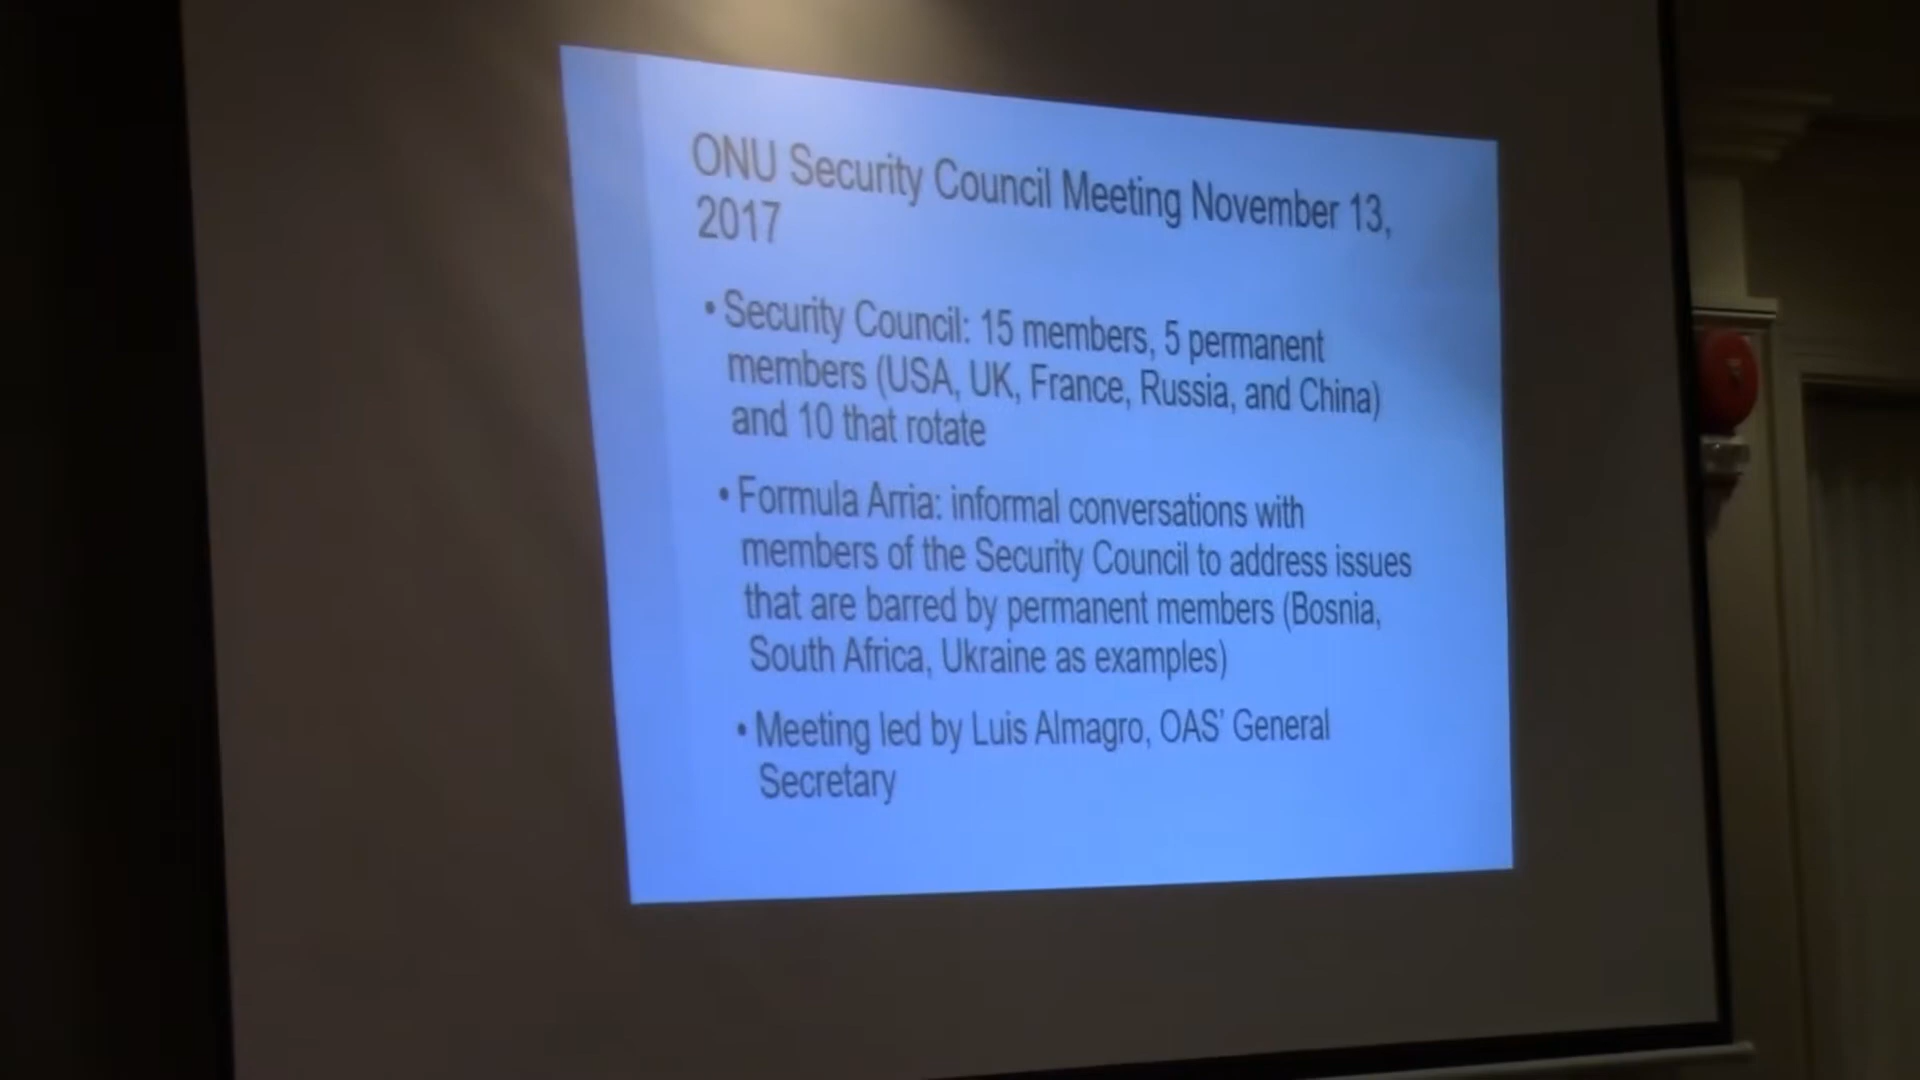 ONU Security Council Meeting November 13,
2017
• Security Council: 15 members, 5 permanent
members (USA, UK, France, Russia, and China)
and 10 that rotate
• Formula Arria: informal conversations with
members of the Security Council to address issues
that are barred by permanent members (Bosnia,
South Africa, Ukraine as examples)
• Meeting led by Luis Almagro, OAS' General
Secretary